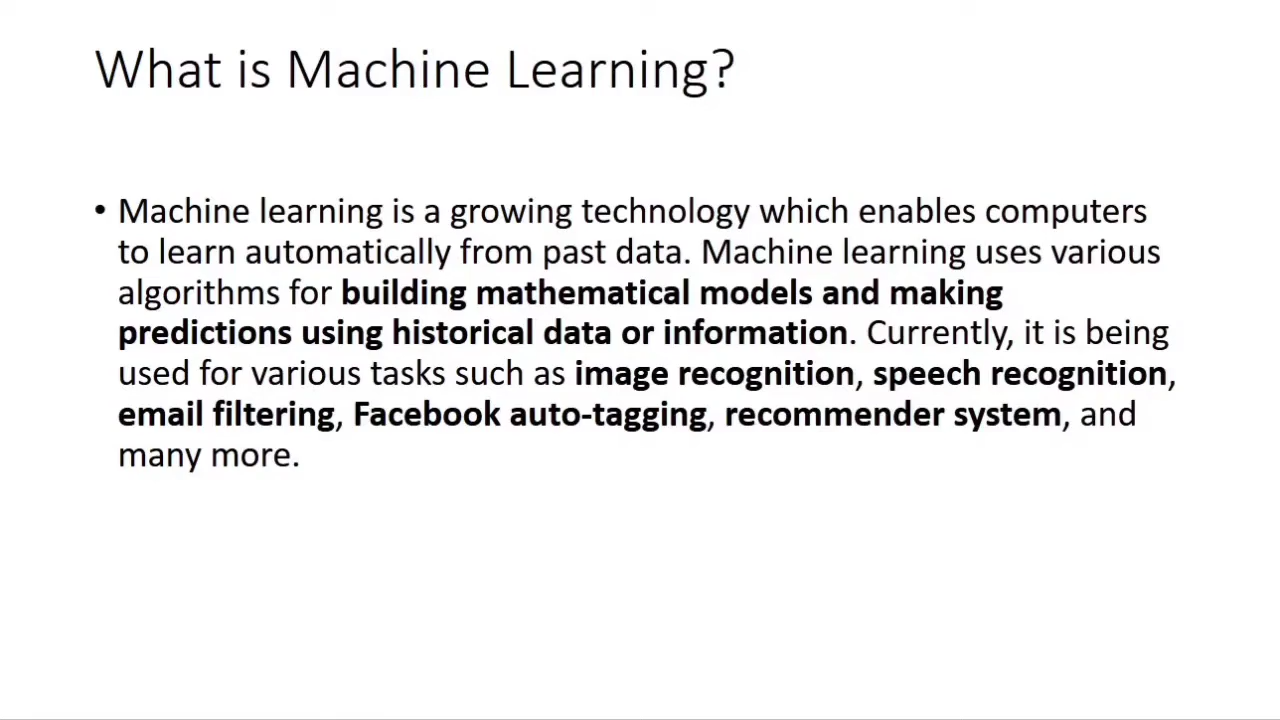 What is Machine Learning?
• Machine learning is a growing technology which enables computers
to learn automatically from past data. Machine learning uses various
algorithms for building mathematical models and making
predictions using historical data or information. Currently, it is being
used for various tasks such as image recognition, speech recognition,
email filtering, Facebook auto-tagging, recommender system, and
many more.